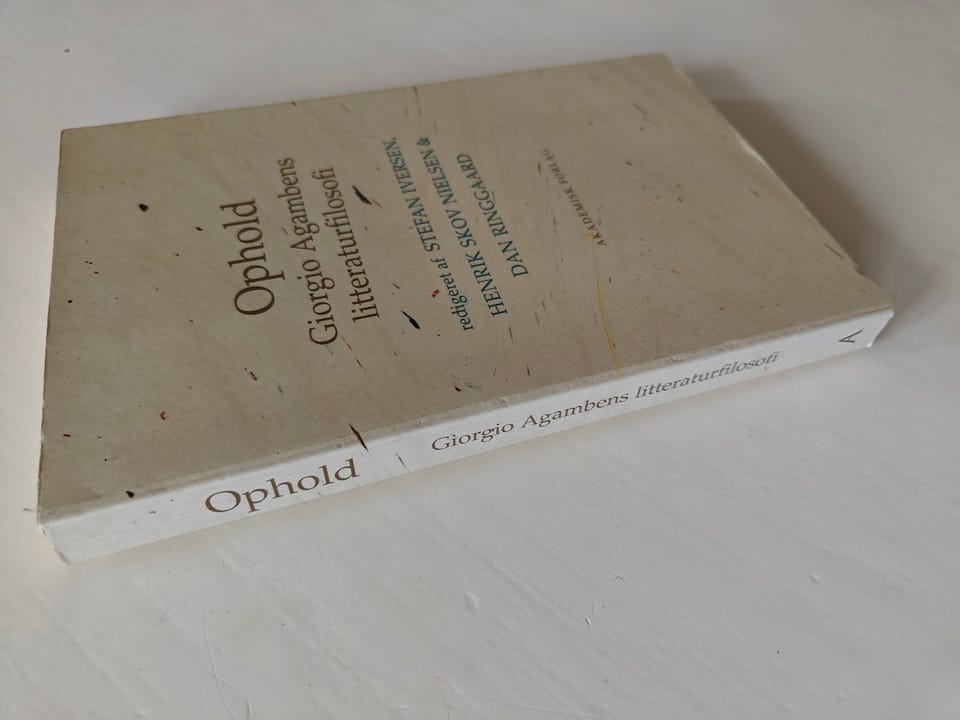 Ophold
Giorgio Agambens
litteraturfilosofi
redigeret af STEFAN IVERSEN,
HENRIK SKOV NIELSEN &
DAN RINGGAARD
AKADEMISK FORLAG
Ophold Giorgio Agambens litteraturfilosofi A